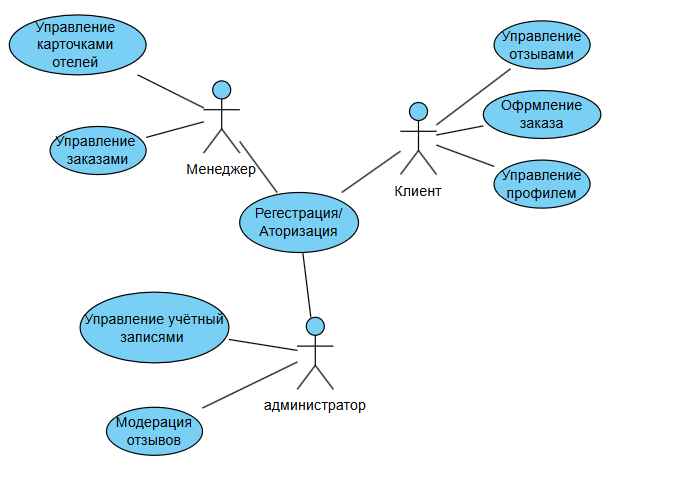 Управление
карточками
отелей
Управление
отзывами
Офрмление
заказа
Управление
заказами
Менеджер
Управление
профилем
Клиент
Регестрация/
Аторизация
Управление учётный
записями
администратор
Модерация
отзывов